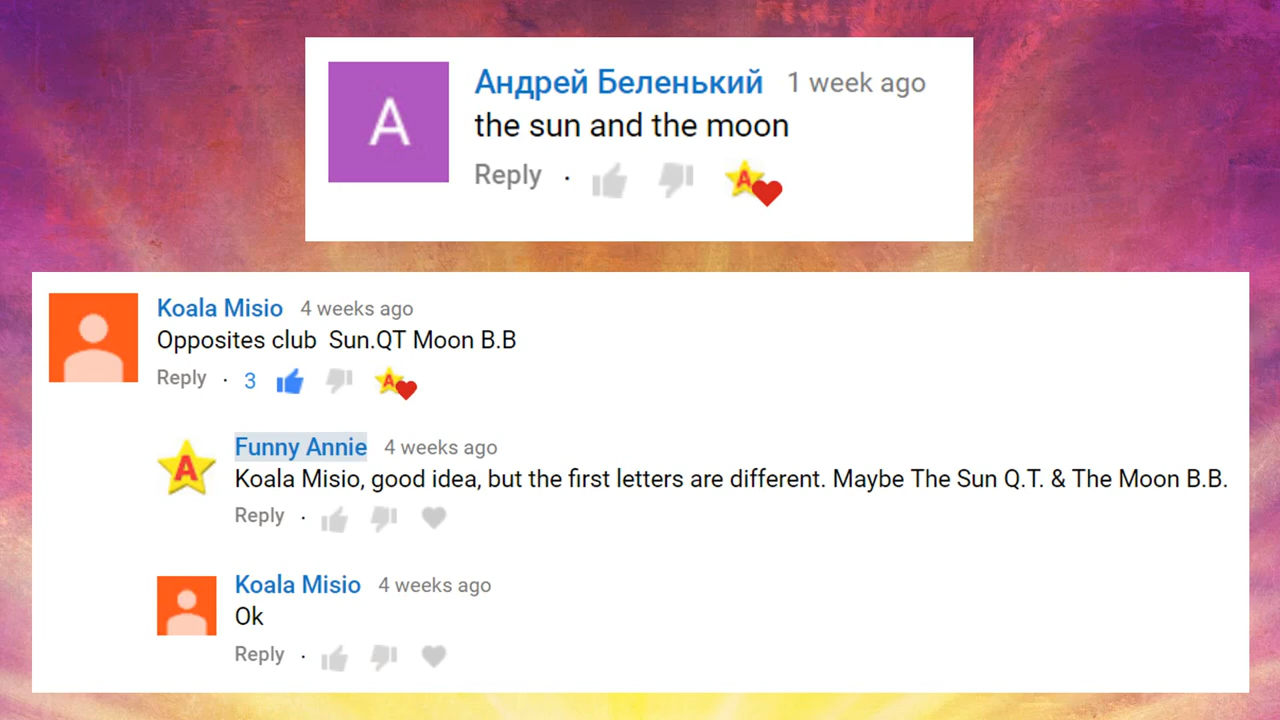 A
Андрей Беленький 1 week ago
the sun and the moon
Reply · A
Koala Misio 4 weeks ago
Opposites club Sun.QT Moon B.B
Reply · 3 A
A
Funny Annie 4 weeks ago
Koala Misio, good idea, but the first letters are different. Maybe The Sun Q.T. & The Moon B.B.
Reply ·
Koala Misio 4 weeks ago
Ok
Reply ·